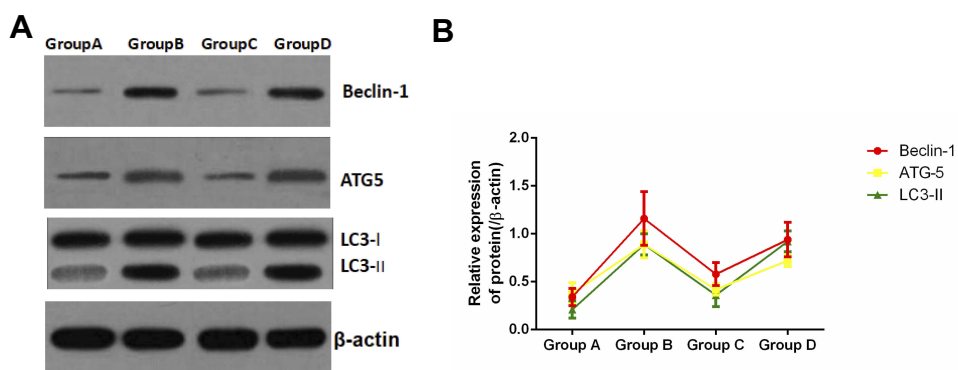 A
GroupA GroupB GroupC GroupD
Beclin-1
ATG5
LC3-I
LC3-II
β-actin
B
Relative expression
of protein(/β-actin)
2.0
1.5
1.0
0.5
0.0
Group A Group B Group C Group D
Beclin-1
ATG-5
LC3-II